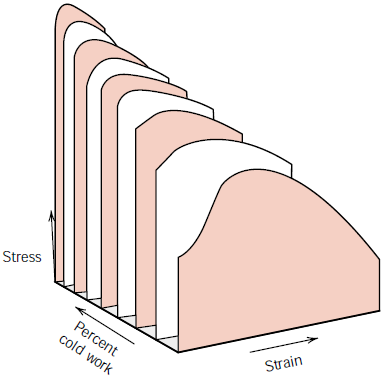 Stress
Percent
cold work
Strain